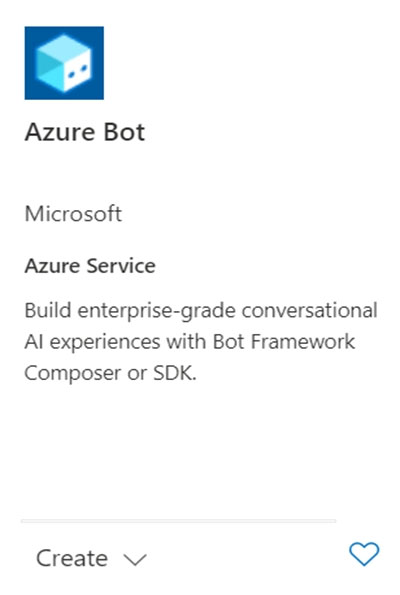 Azure Bot
Microsoft
Azure Service
Build enterprise-grade conversational
AI experiences with Bot Framework
Composer or SDK.
Create